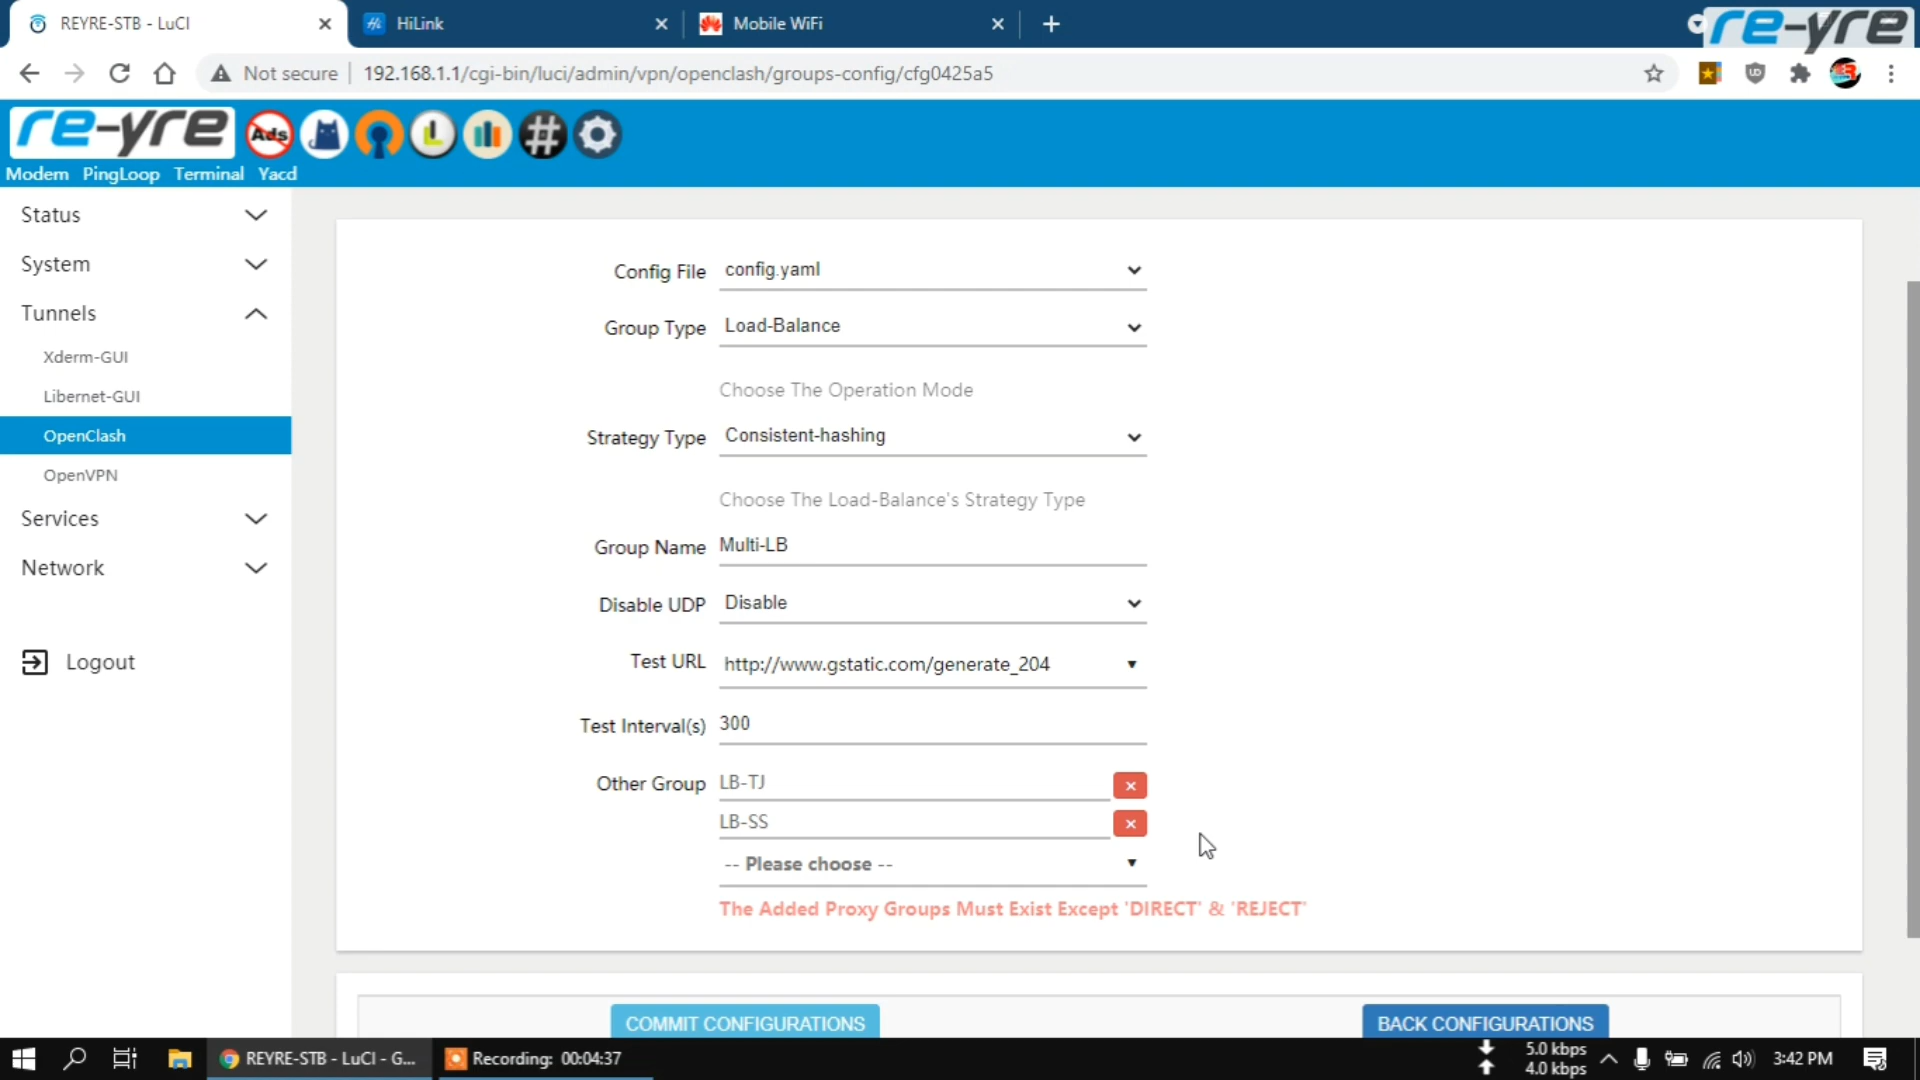 REYRE-STB - LuCI
HiLink
Mobile WiFi
re-yre
Not secure
192.168.1.1/cgi-bin/luci/admin/vpn/openclash/groups-config/cfg0425a5
re-yre
Ads
Modem PingLoop Terminal Yacd
Status
System
Tunnels
Xderm-GUI
Libernet-GUI
OpenClash
OpenVPN
Services
Network
Logout
Config File config.yaml
Group Type Load-Balance
Choose The Operation Mode
Strategy Type Consistent-hashing
Choose The Load-Balance's Strategy Type
Group Name Multi-LB
Disable UDP Disable
Test URL http://www.gstatic.com/generate_204
Test Interval(s) 300
Other Group LB-TJ
LB-SS
-- Please choose --
The Added Proxy Groups Must Exist Except 'DIRECT' & 'REJECT'
COMMIT CONFIGURATIONS
BACK CONFIGURATIONS
REYRE-STB - LuCI - G...
Recording: 00:04:37
5.0 kbps
4.0 kbps
3:42 PM